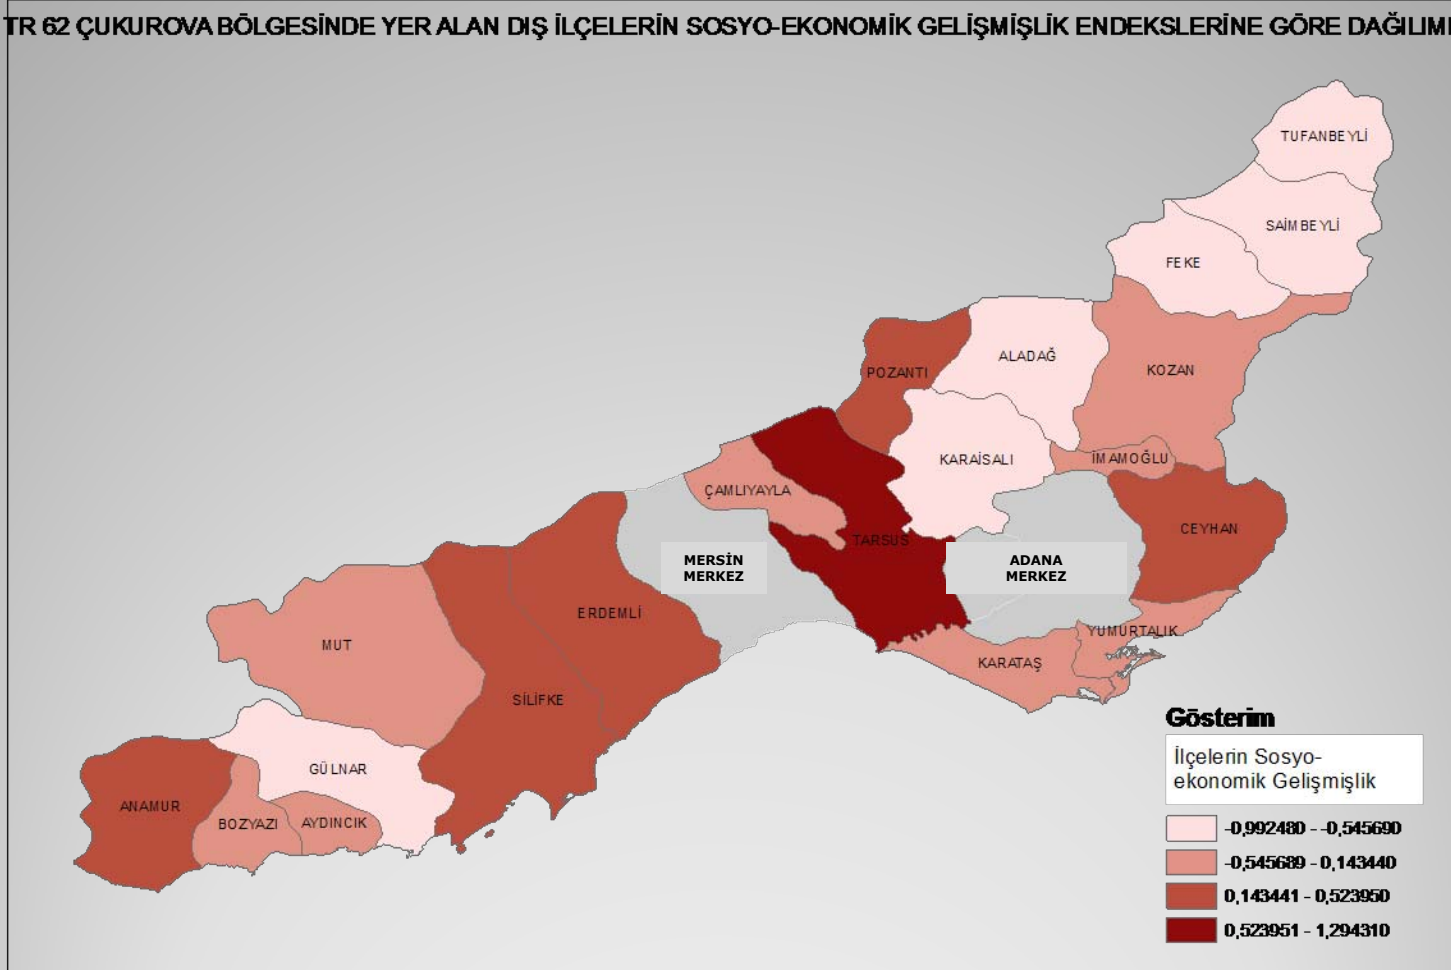 TR 62 ÇUKUROVA BÖLGESİNDE YER ALAN DIŞ İLÇELERİN SOSYO-EKONOMİK GELİŞMİŞLİK ENDEKSLERİNE GÖRE DAĞILIMI
TUFANBEYLİ
SAİMBEYLİ
FEKE
ALADAĞ
POZANTI
KOZAN
KARAİSALI
İMAMOĞLU
ÇAMLIYAYLA
CEYHAN
TARSUS
MERSİN
MERKEZ
ADANA
MERKEZ
ERDEMLİ
YUMURTALIK
MUT
KARATAŞ
SİLİFKE
GÜLNAR
ANAMUR
BOZYAZI
AYDINCIK
Gösterim
İlçelerin Sosyo-
ekonomik Gelişmişlik
-0,992480 - -0,545690
-0,545689 - 0,143440
0,143441 - 0,523950
0,523951 - 1,294310